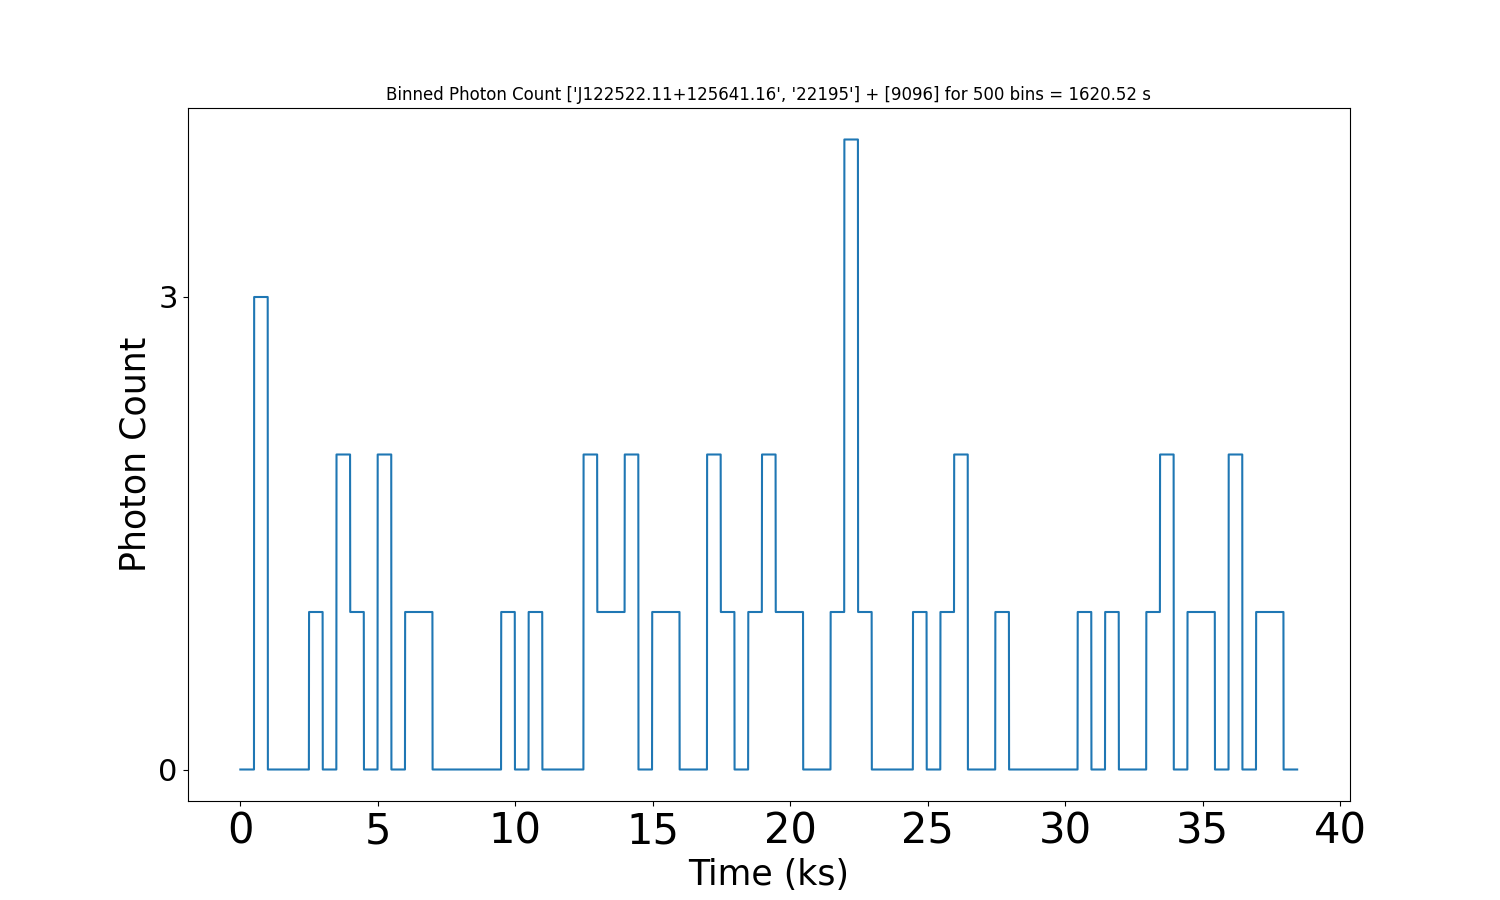 Binned Photon Count ['J122522.11+125641.16', '22195'] + [9096] for 500 bins = 1620.52 s
3
0
Photon Count
0 5 10 15 20 25 30 35 40
Time (ks)